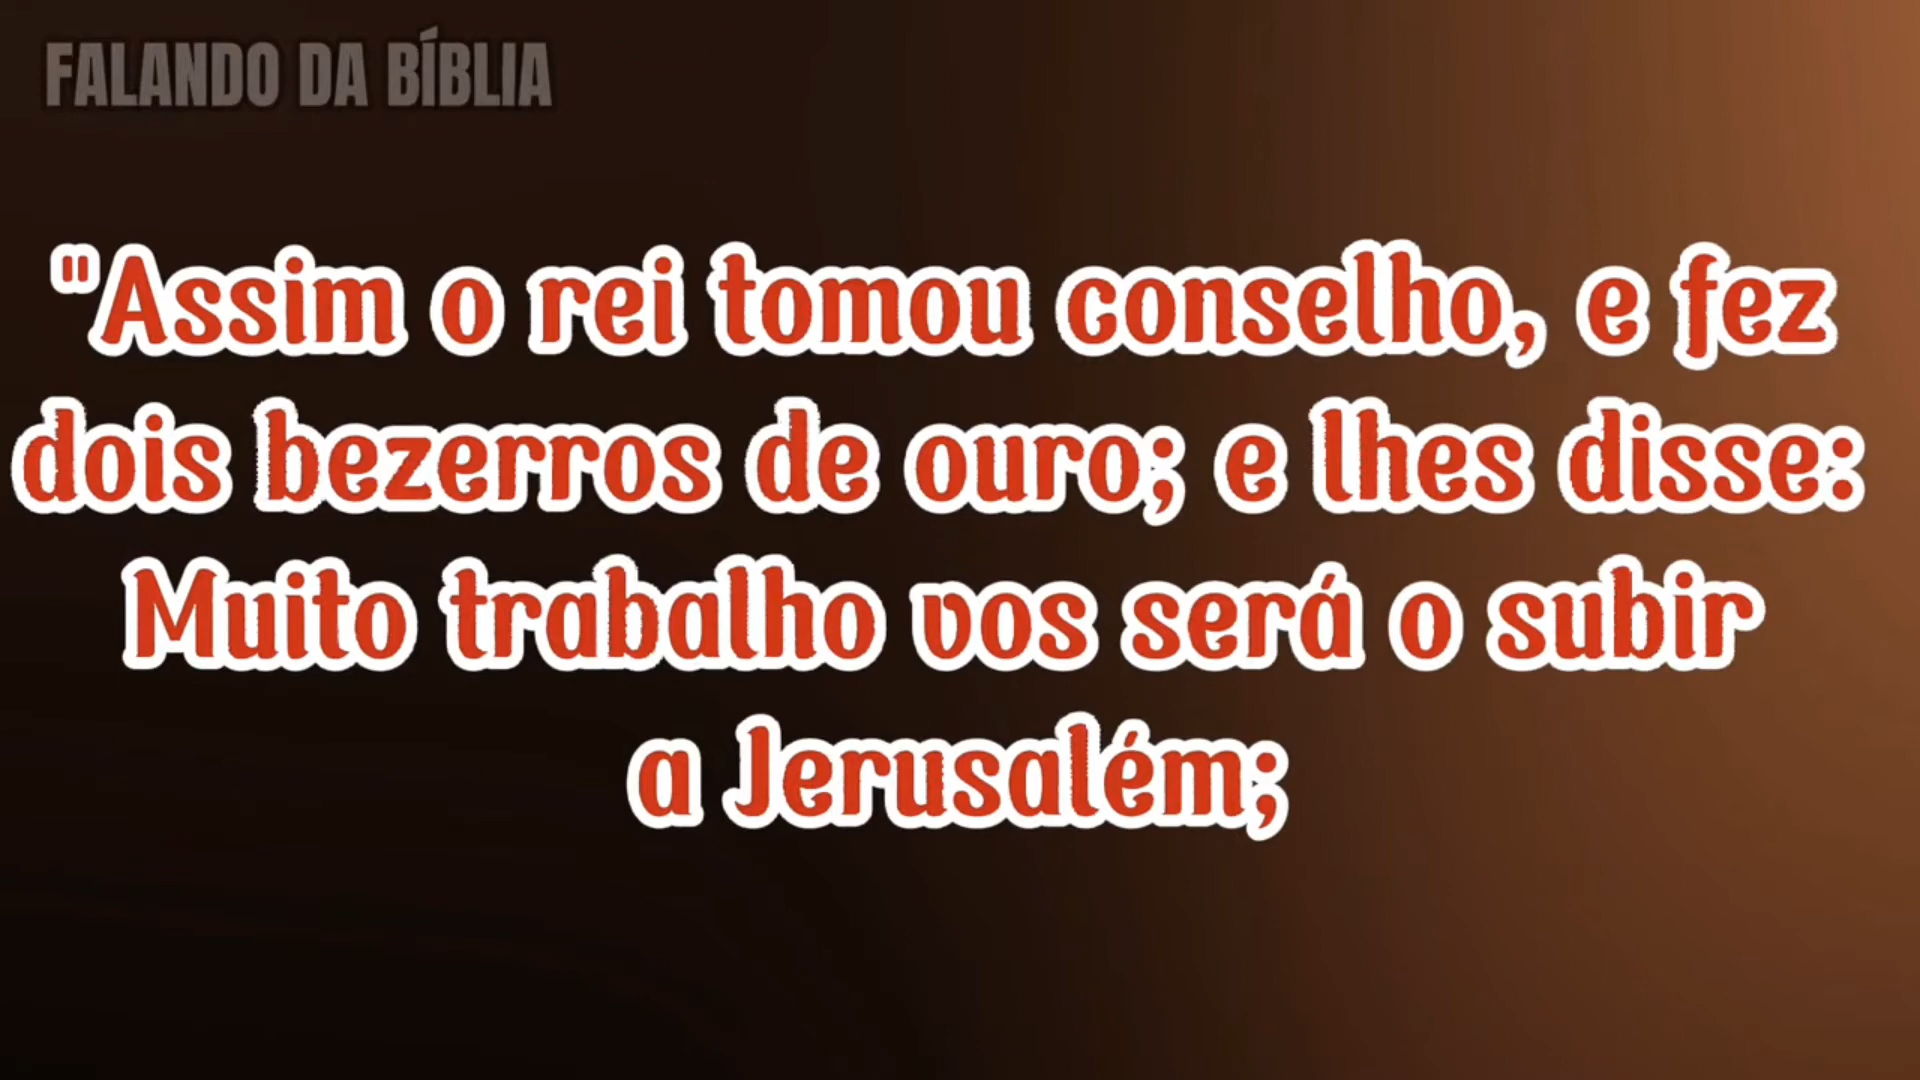 FALANDO DA BÍBLIA
"Assim o rei tomou conselho, e fez
dois bezerros de ouro; e lhes disse:
Muito trabalho vos será o subir
a Jerusalém;